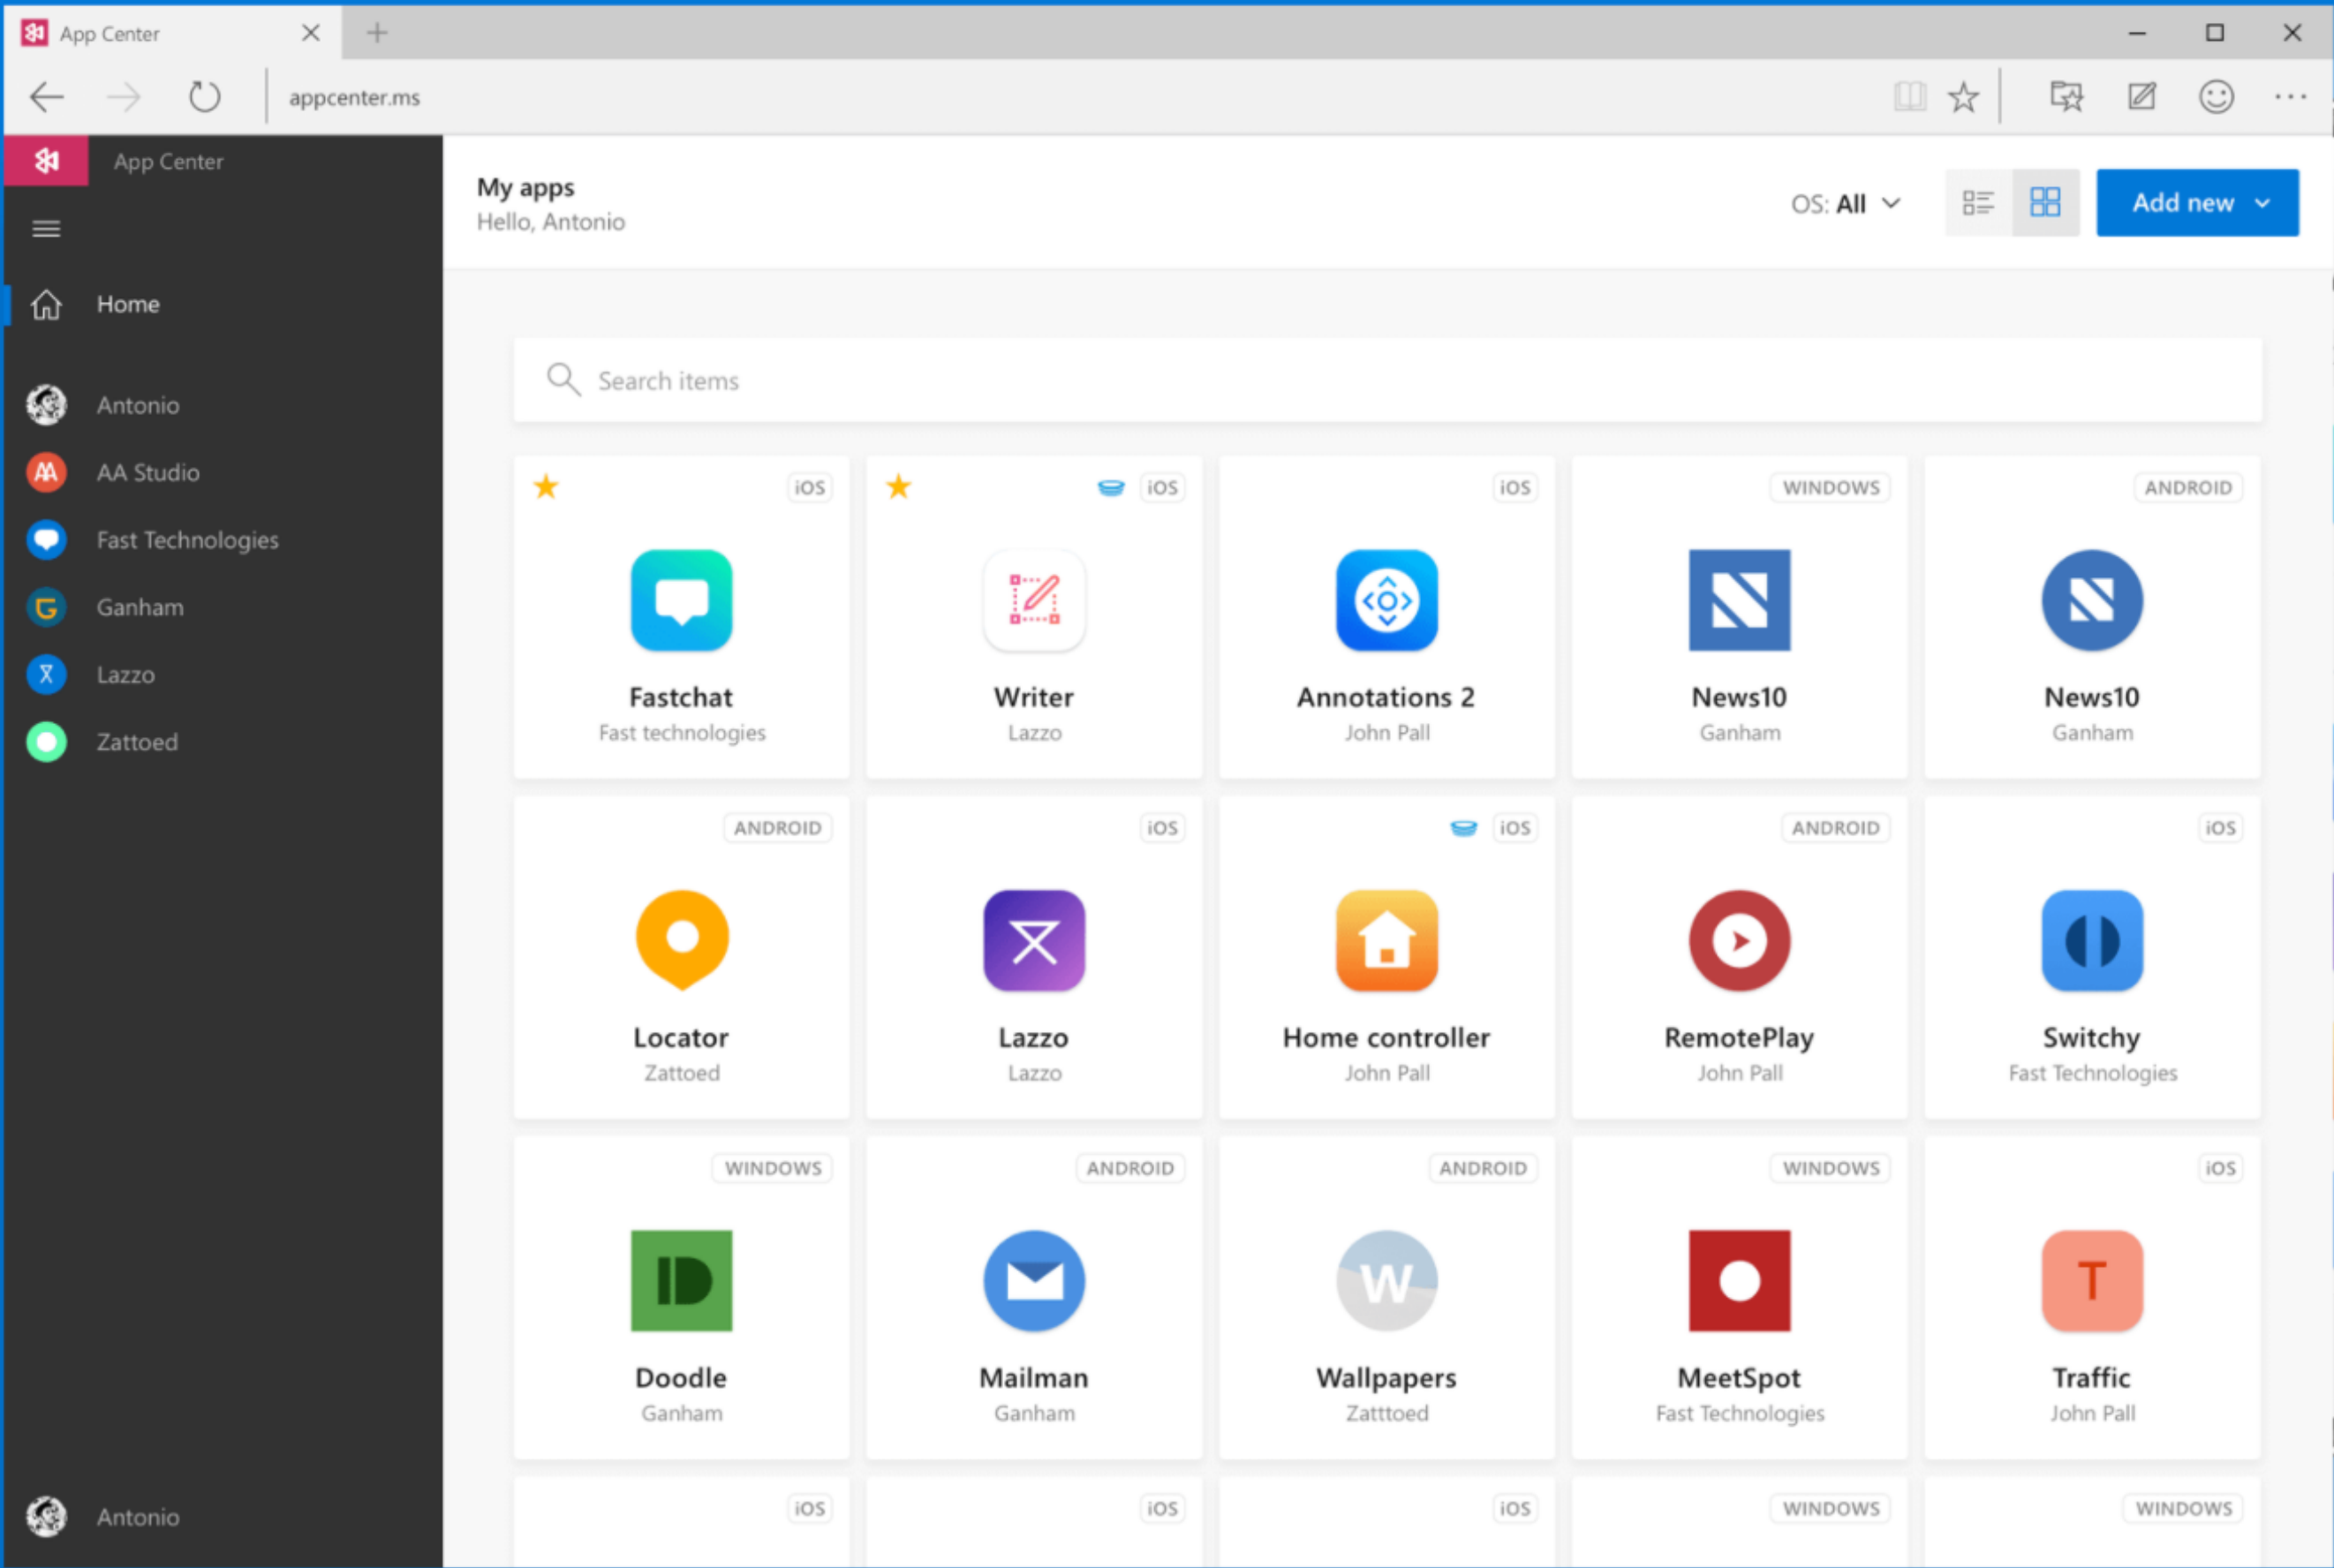 App Center
appcenter.ms
App Center
My apps
Hello, Antonio
OS: All
Add new
Home
Antonio
AA Studio
Fast Technologies
Ganham
Lazzo
Zattoed
Antonio
Search items
iOS
Fastchat
Fast technologies
iOS
Writer
Lazzo
iOS
Annotations 2
John Pall
WINDOWS
News10
Ganham
ANDROID
News10
Ganham
ANDROID
Locator
Zattoed
iOS
Lazzo
Lazzo
iOS
Home controller
John Pall
ANDROID
RemotePlay
John Pall
iOS
Switchy
Fast Technologies
WINDOWS
Doodle
Ganham
ANDROID
Mailman
Ganham
ANDROID
W
Wallpapers
Zatttoed
WINDOWS
MeetSpot
Fast Technologies
iOS
T
Traffic
John Pall
iOS
iOS
iOS
WINDOWS
WINDOWS